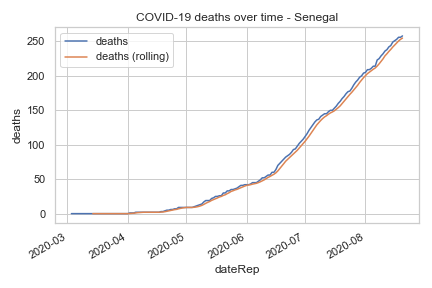 COVID-19 deaths over time - Senegal
deaths
deaths (rolling)
250
200
150
100
50
0
deaths
2020-03
2020-04
2020-05
2020-06
2020-07
2020-08
dateRep